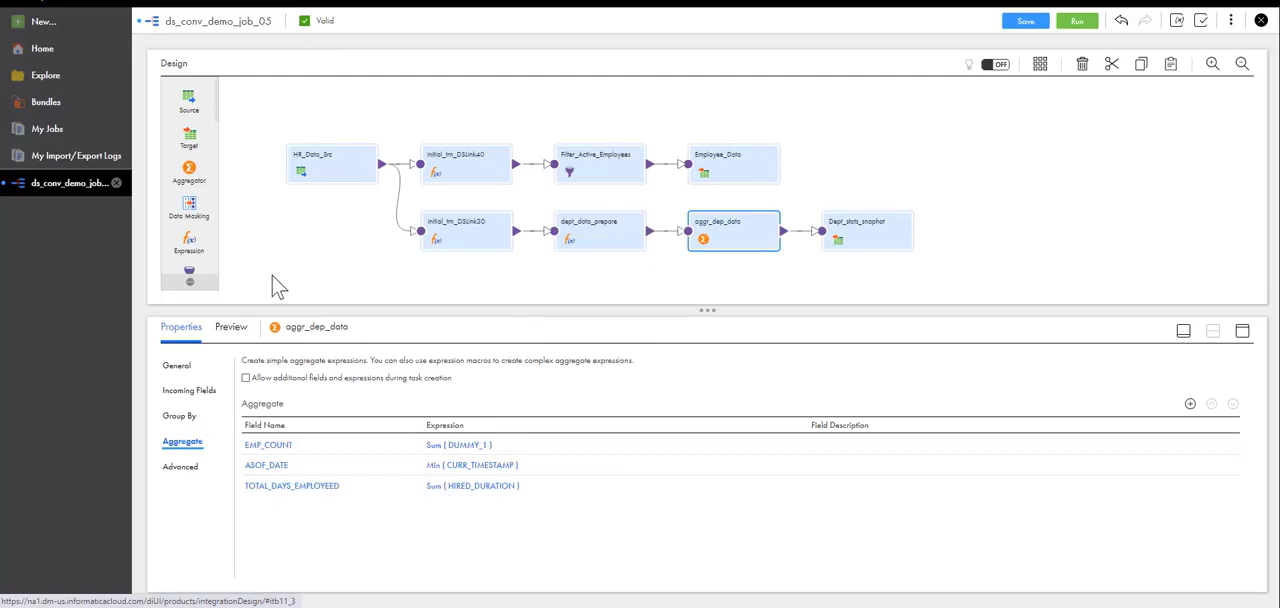 New...
Home
Explore
Bundles
My Jobs
My Import/Export Logs
ds_conv_demo_job...
ds_conv_demo_job_05
Valid
Save
Run
Design
OFF
Source
Target
Aggregator
Data Masking
Expression
HR_Data_Src
initial_trn_DSLink40
Filter_Active_Employees
Employee_Data
initial_trn_DSLink30
dept_data_prepare
aggr_dep_data
Dept_stats_snaphot
Properties
Preview
aggr_dep_data
General
Incoming Fields
Group By
Aggregate
Advanced
Create simple aggregate expressions. You can also use expression macros to create complex aggregate expressions.
Allow additional fields and expressions during task creation
Aggregate
Field Name Expression Field Description
EMP_COUNT Sum ( DUMMY_1 )
ASOF_DATE Min ( CURR_TIMESTAMP )
TOTAL_DAYS_EMPLOYEED Sum ( HIRED_DURATION )
https://na1.dm-us.informaticacloud.com/diUI/products/integrationDesign/#itb11_3